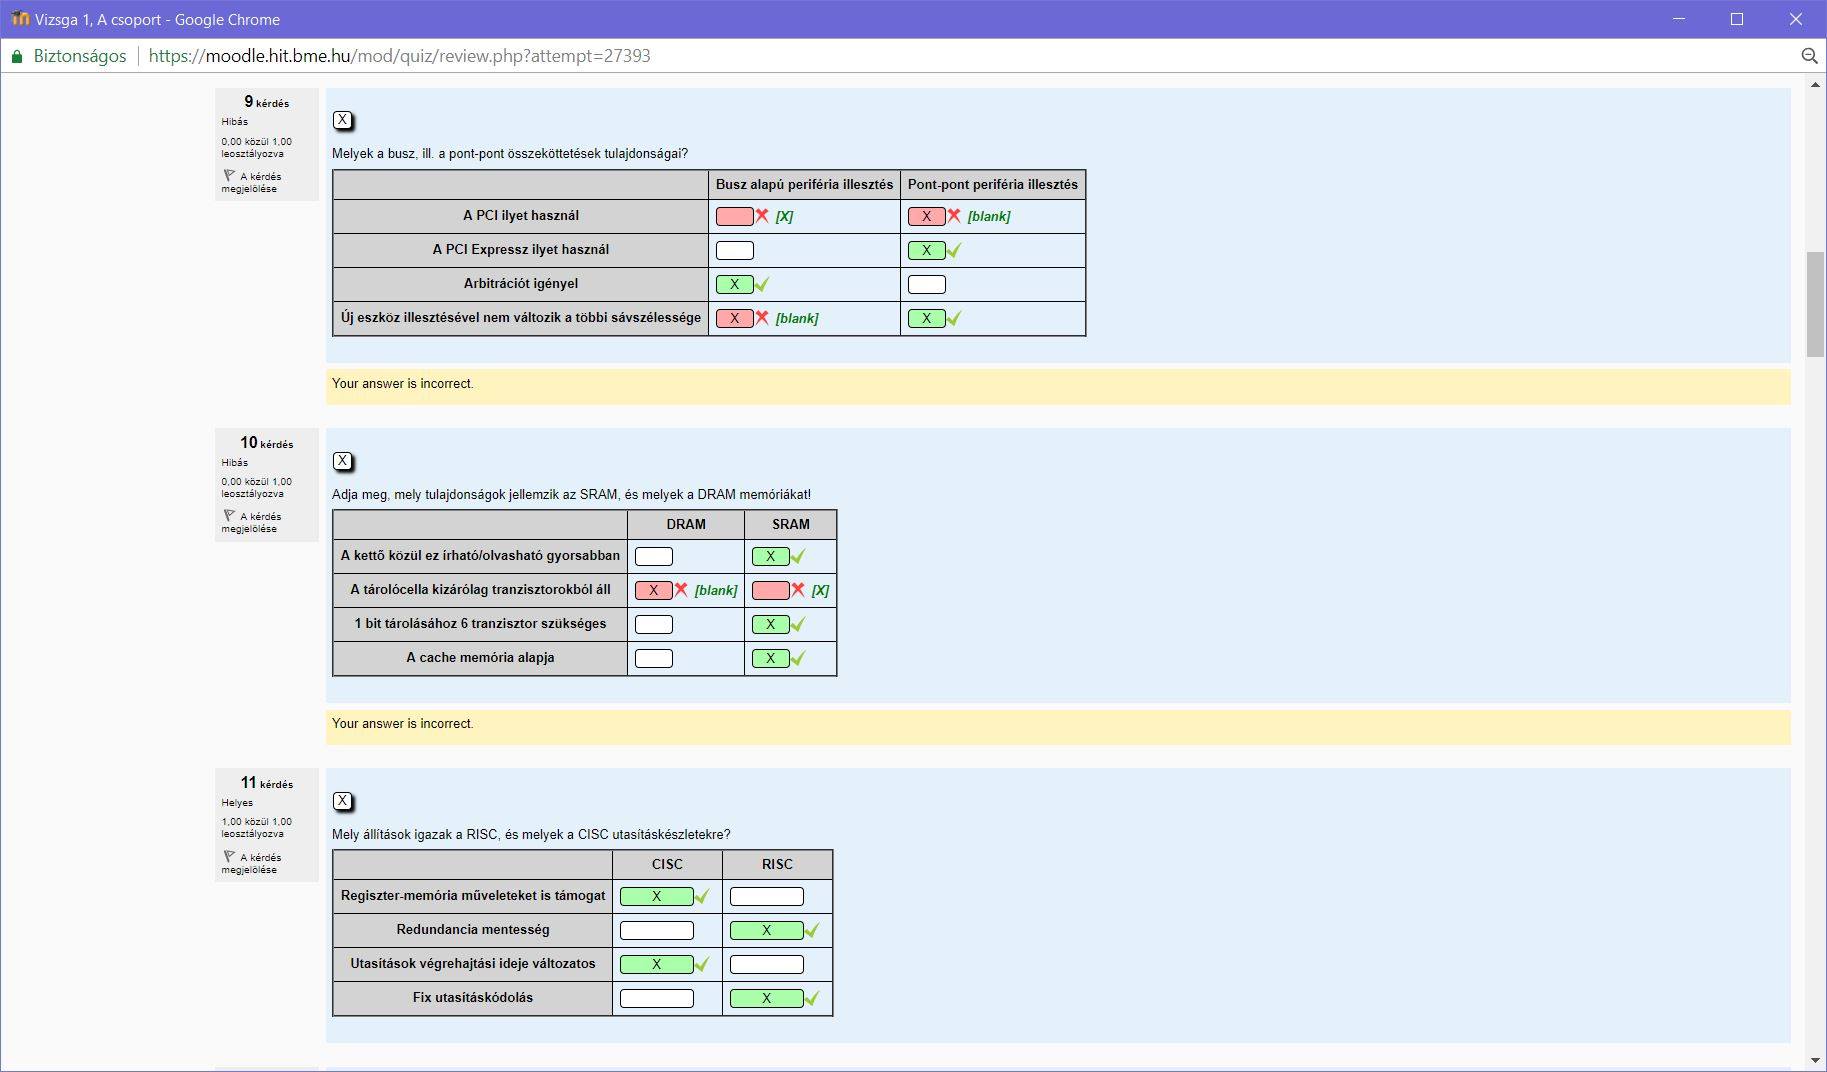 Vizsga 1, A csoport - Google Chrome
Biztonságos https://moodle.hit.bme.hu/mod/quiz/review.php?attempt=27393
9 kérdés
Hibás
0,00 közül 1,00
leosztályozva
A kérdés
megjelölése
X
Melyek a busz, ill. a pont-pont összeköttetések tulajdonságai?
Busz alapú periféria illesztés Pont-pont periféria illesztés
A PCI ilyet használ [X] X [blank]
A PCI Expressz ilyet használ X
Arbitrációt igényel X
Új eszköz illesztésével nem változik a többi sávszélessége X [blank] X
Your answer is incorrect.
10 kérdés
Hibás
0,00 közül 1,00
leosztályozva
A kérdés
megjelölése
X
Adja meg, mely tulajdonságok jellemzik az SRAM, és melyek a DRAM memóriákat!
DRAM SRAM
A kettő közül ez írható/olvasható gyorsabban X
A tárolócella kizárólag tranzisztorokból áll X [blank] [X]
1 bit tárolásához 6 tranzisztor szükséges X
A cache memória alapja X
Your answer is incorrect.
11 kérdés
Helyes
1,00 közül 1,00
leosztályozva
A kérdés
megjelölése
X
Mely állítások igazak a RISC, és melyek a CISC utasításkészletekre?
CISC RISC
Regiszter-memória műveleteket is támogat X
Redundancia mentesség X
Utasítások végrehajtási ideje változatos X
Fix utasításkódolás X